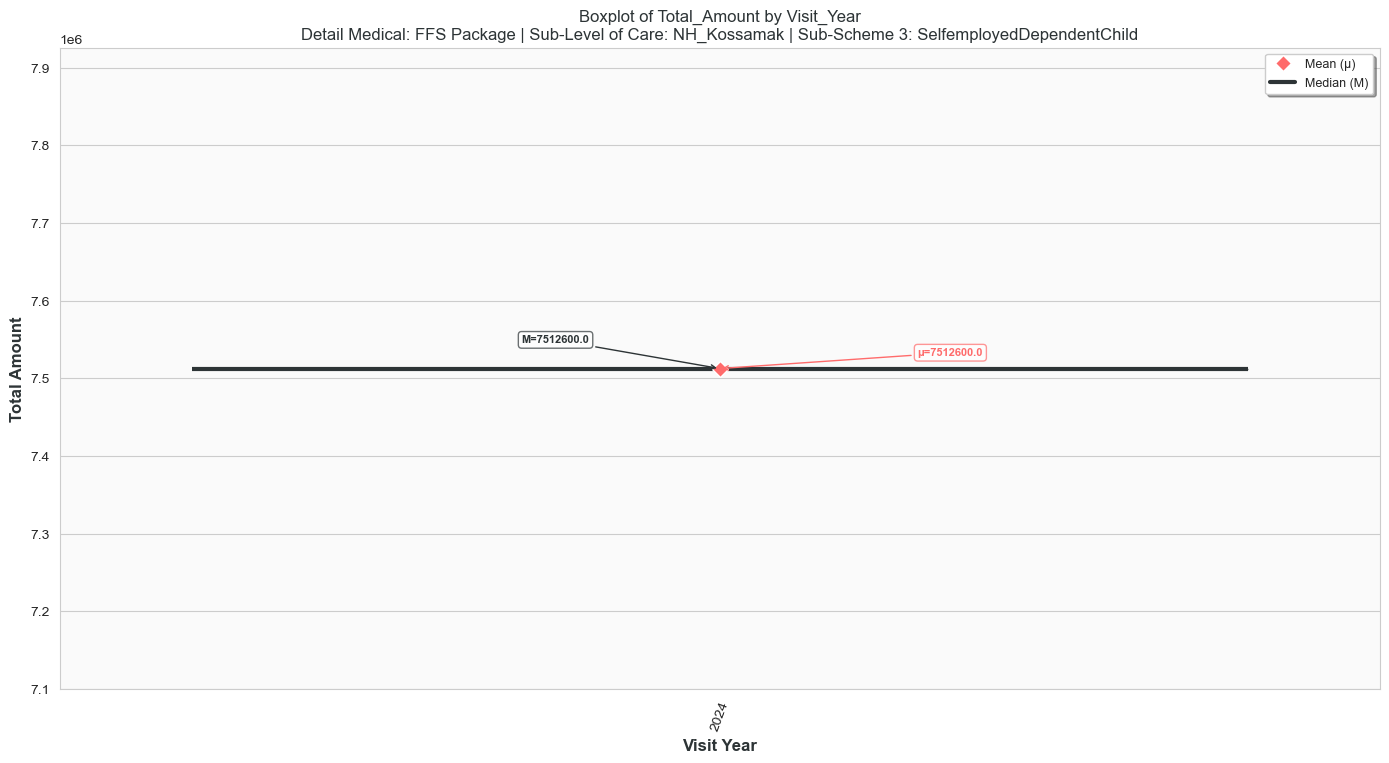 Boxplot of Total_Amount by Visit_Year
Detail Medical: FFS Package | Sub-Level of Care: NH_Kossamak | Sub-Scheme 3: SelfemployedDependentChild
1e6
Mean (μ)
Median (M)
7.9
7.8
7.7
7.6
7.5
7.4
7.3
7.2
7.1
Total Amount
M=7512600.0
μ=7512600.0
2024
Visit Year